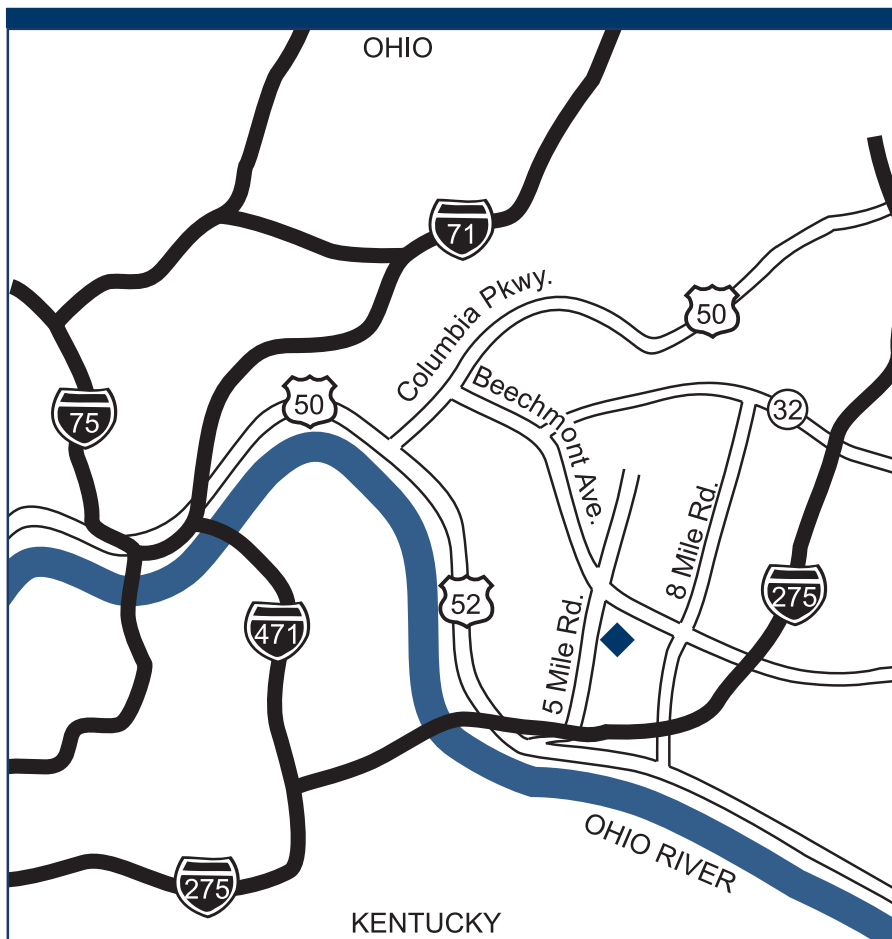 OHIO
71
Columbia Pkwy.
50
50
Beechmont Ave.
75
32
8 Mile Rd.
52
275
471
5 Mile Rd.
OHIO RIVER
275
KENTUCKY